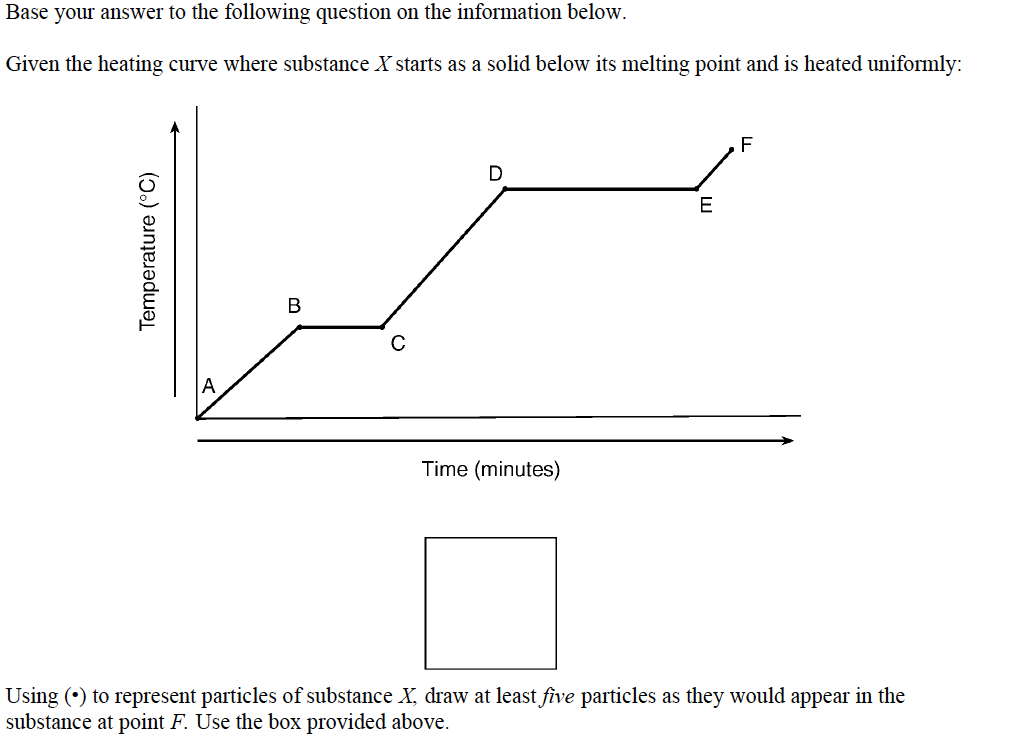 Base your answer to the following question on the information below.
Given the heating curve where substance X starts as a solid below its melting point and is heated uniformly:
F
D
E
Temperature (°C)
B
C
A
Time (minutes)
Using (•) to represent particles of substance X, draw at least five particles as they would appear in the
substance at point F. Use the box provided above.